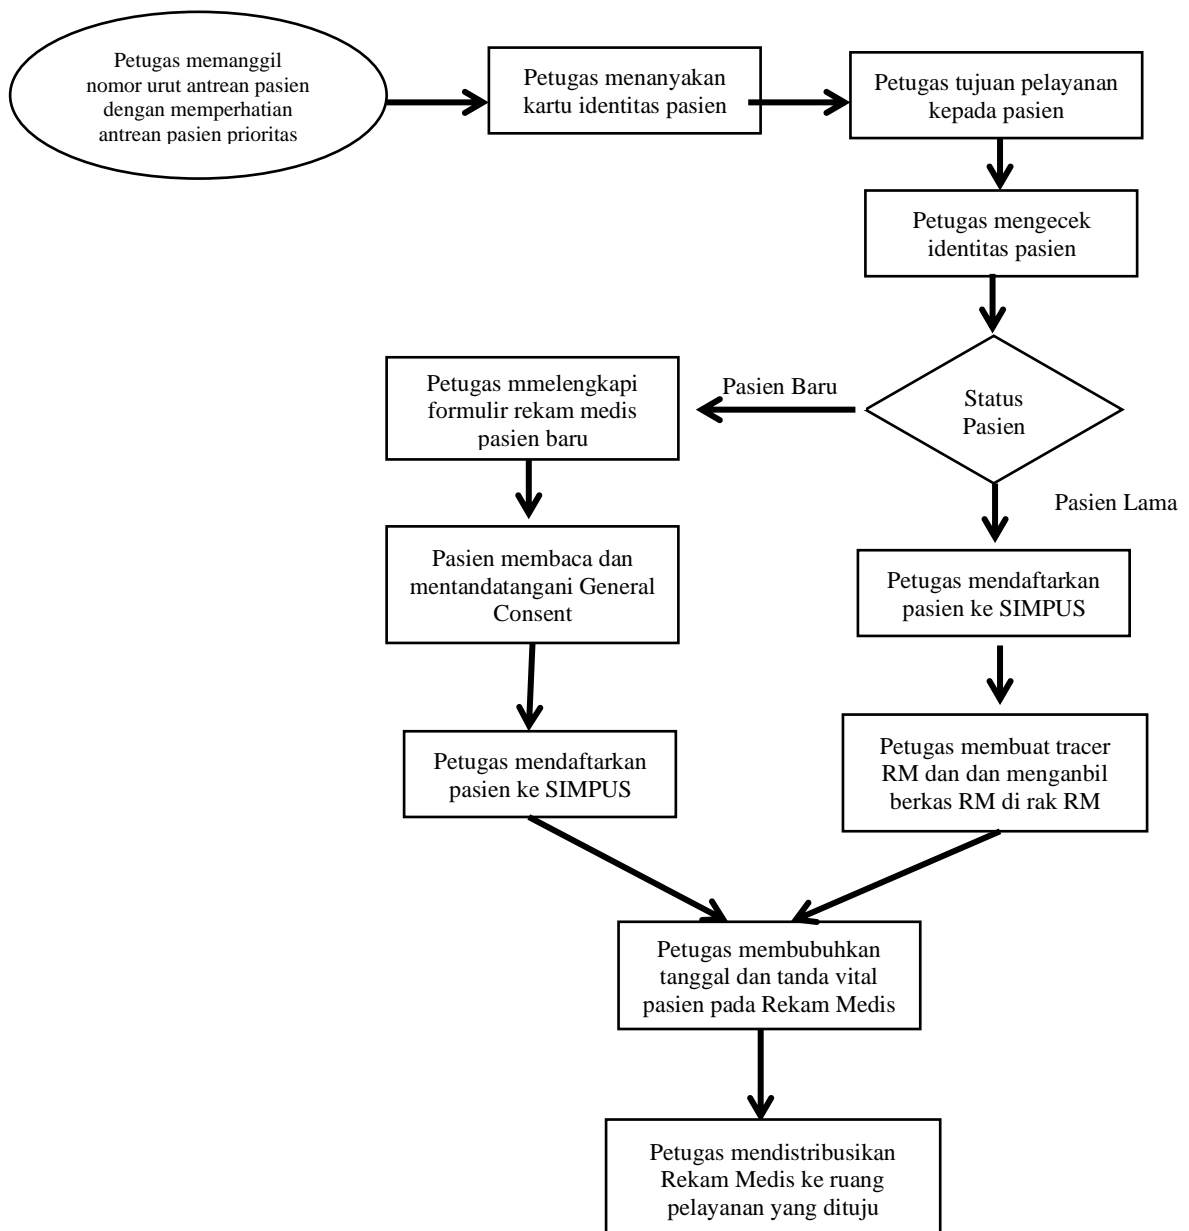 Petugas memanggil
nomor urut antrean pasien
dengan memperhatian
antrean pasien prioritas
Petugas menanyakan
kartu identitas pasien
Petugas tujuan pelayanan
kepada pasien
Petugas mengecek
identitas pasien
Status
Pasien
Pasien Baru
Petugas mmelengkapi
formulir rekam medis
pasien baru
Pasien Lama
Pasien membaca dan
mentandatangani General
Consent
Petugas mendaftarkan
pasien ke SIMPUS
Petugas mendaftarkan
pasien ke SIMPUS
Petugas membuat tracer
RM dan dan menganbil
berkas RM di rak RM
Petugas membubuhkan
tanggal dan tanda vital
pasien pada Rekam Medis
Petugas mendistribusikan
Rekam Medis ke ruang
pelayanan yang dituju